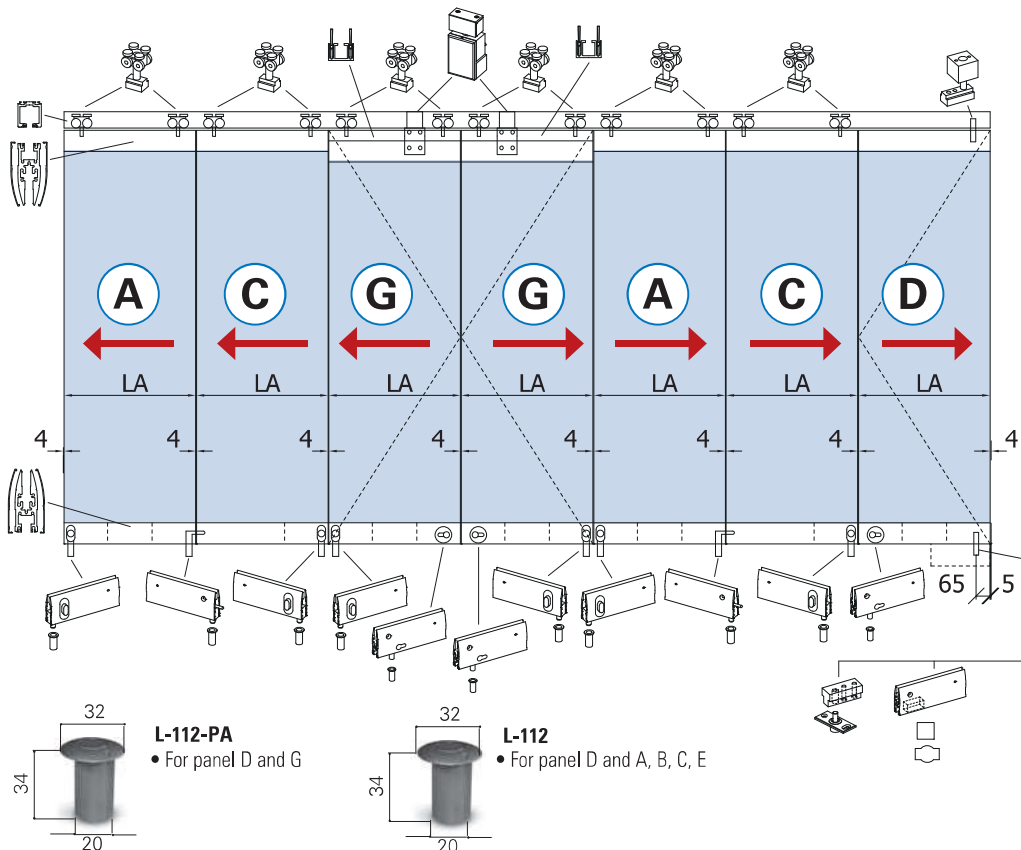 A C G G A C D
LA LA LA LA LA LA LA
4 4 4 4 4 4 4 4
65 5
32
L-112-PA
• For panel D and G
34
20
32
L-112
• For panel D and A, B, C, E
34
20